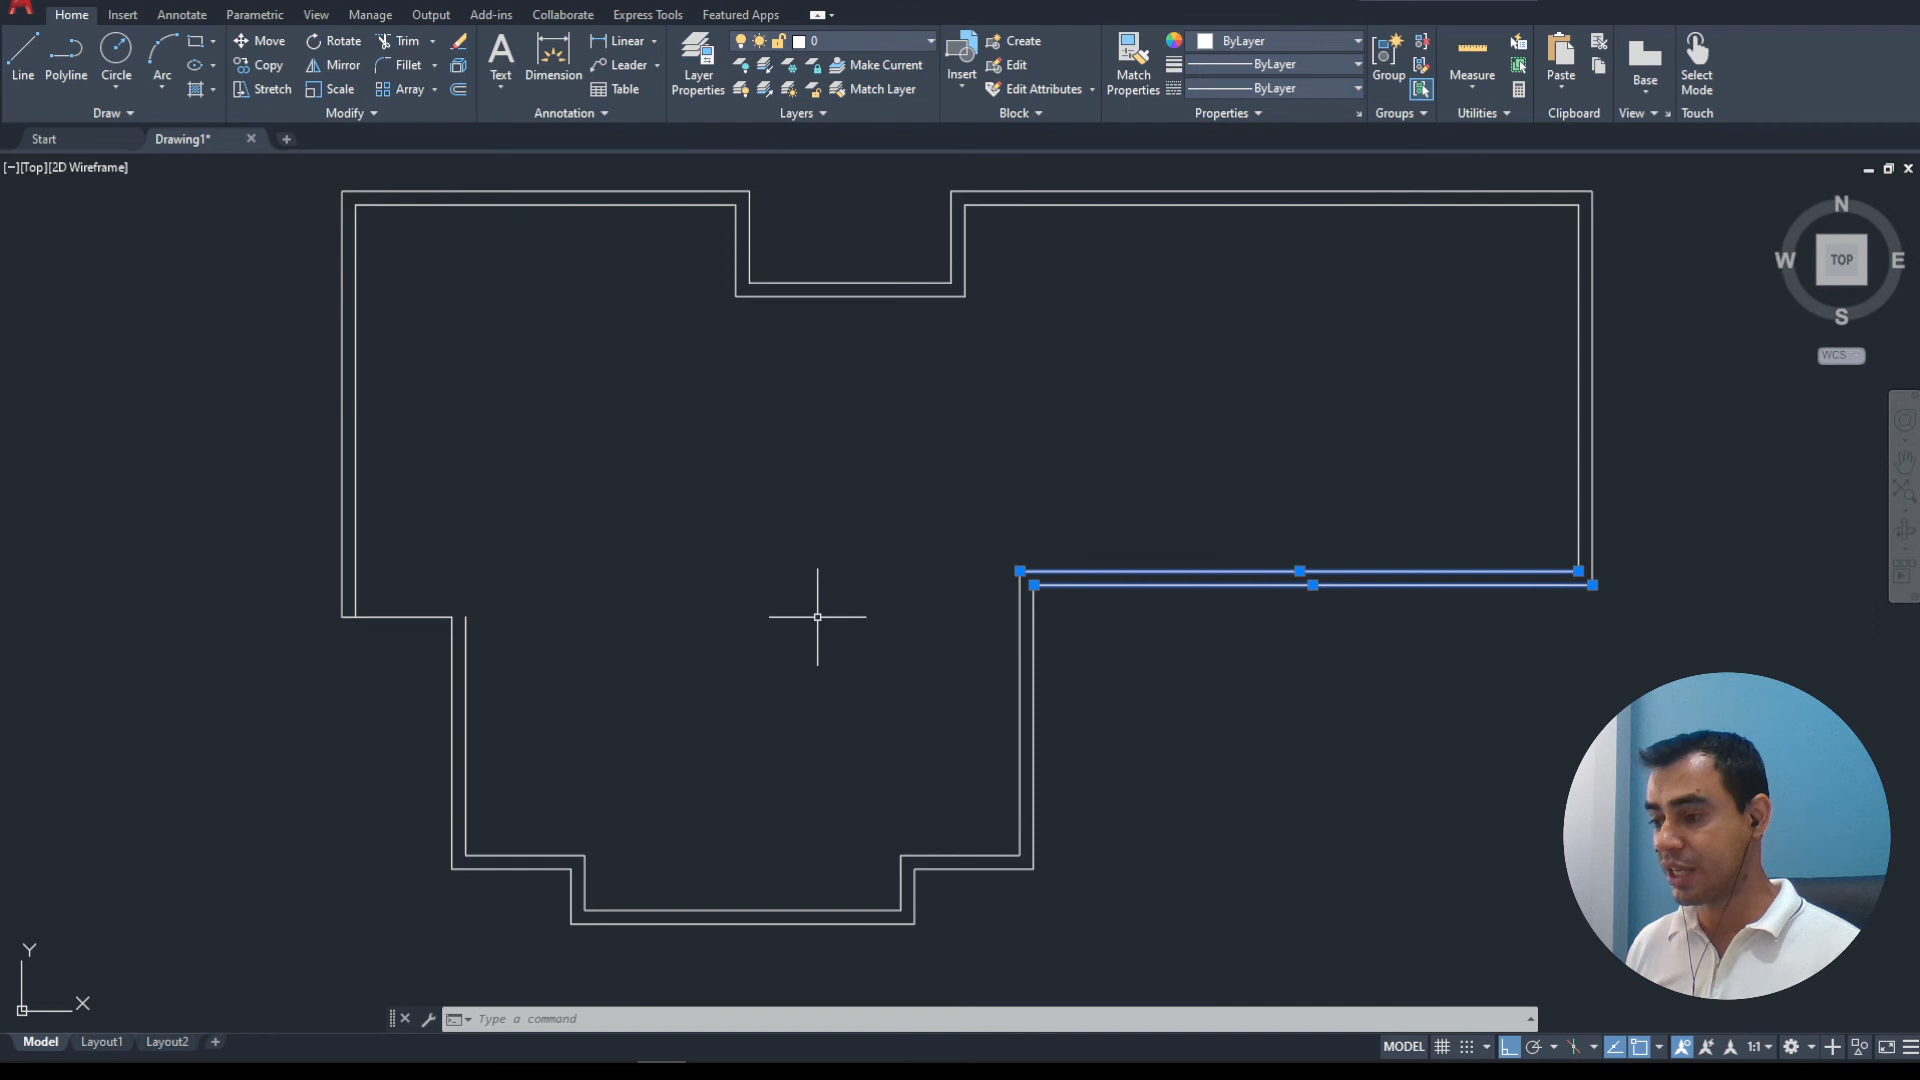 Home Insert Annotate Parametric View Manage Output Add-ins Collaborate Express Tools Featured Apps
Line Polyline Circle Arc
Move Rotate Trim
Copy Mirror Fillet
Stretch Scale Array
Text Dimension
Linear
Leader
Table
Layer Properties
0
Make Current
Match Layer
Insert
Create
Edit
Edit Attributes
Match Properties
ByLayer
ByLayer
ByLayer
Group
Measure
Paste
Base
Select Mode
Draw Modify Annotation Layers Block Properties Groups Utilities Clipboard View Touch
Start Drawing1*
[−][Top][2D Wireframe]
N
W TOP E
S
WCS
Y
X
Type a command
Model Layout1 Layout2
MODEL 1:1